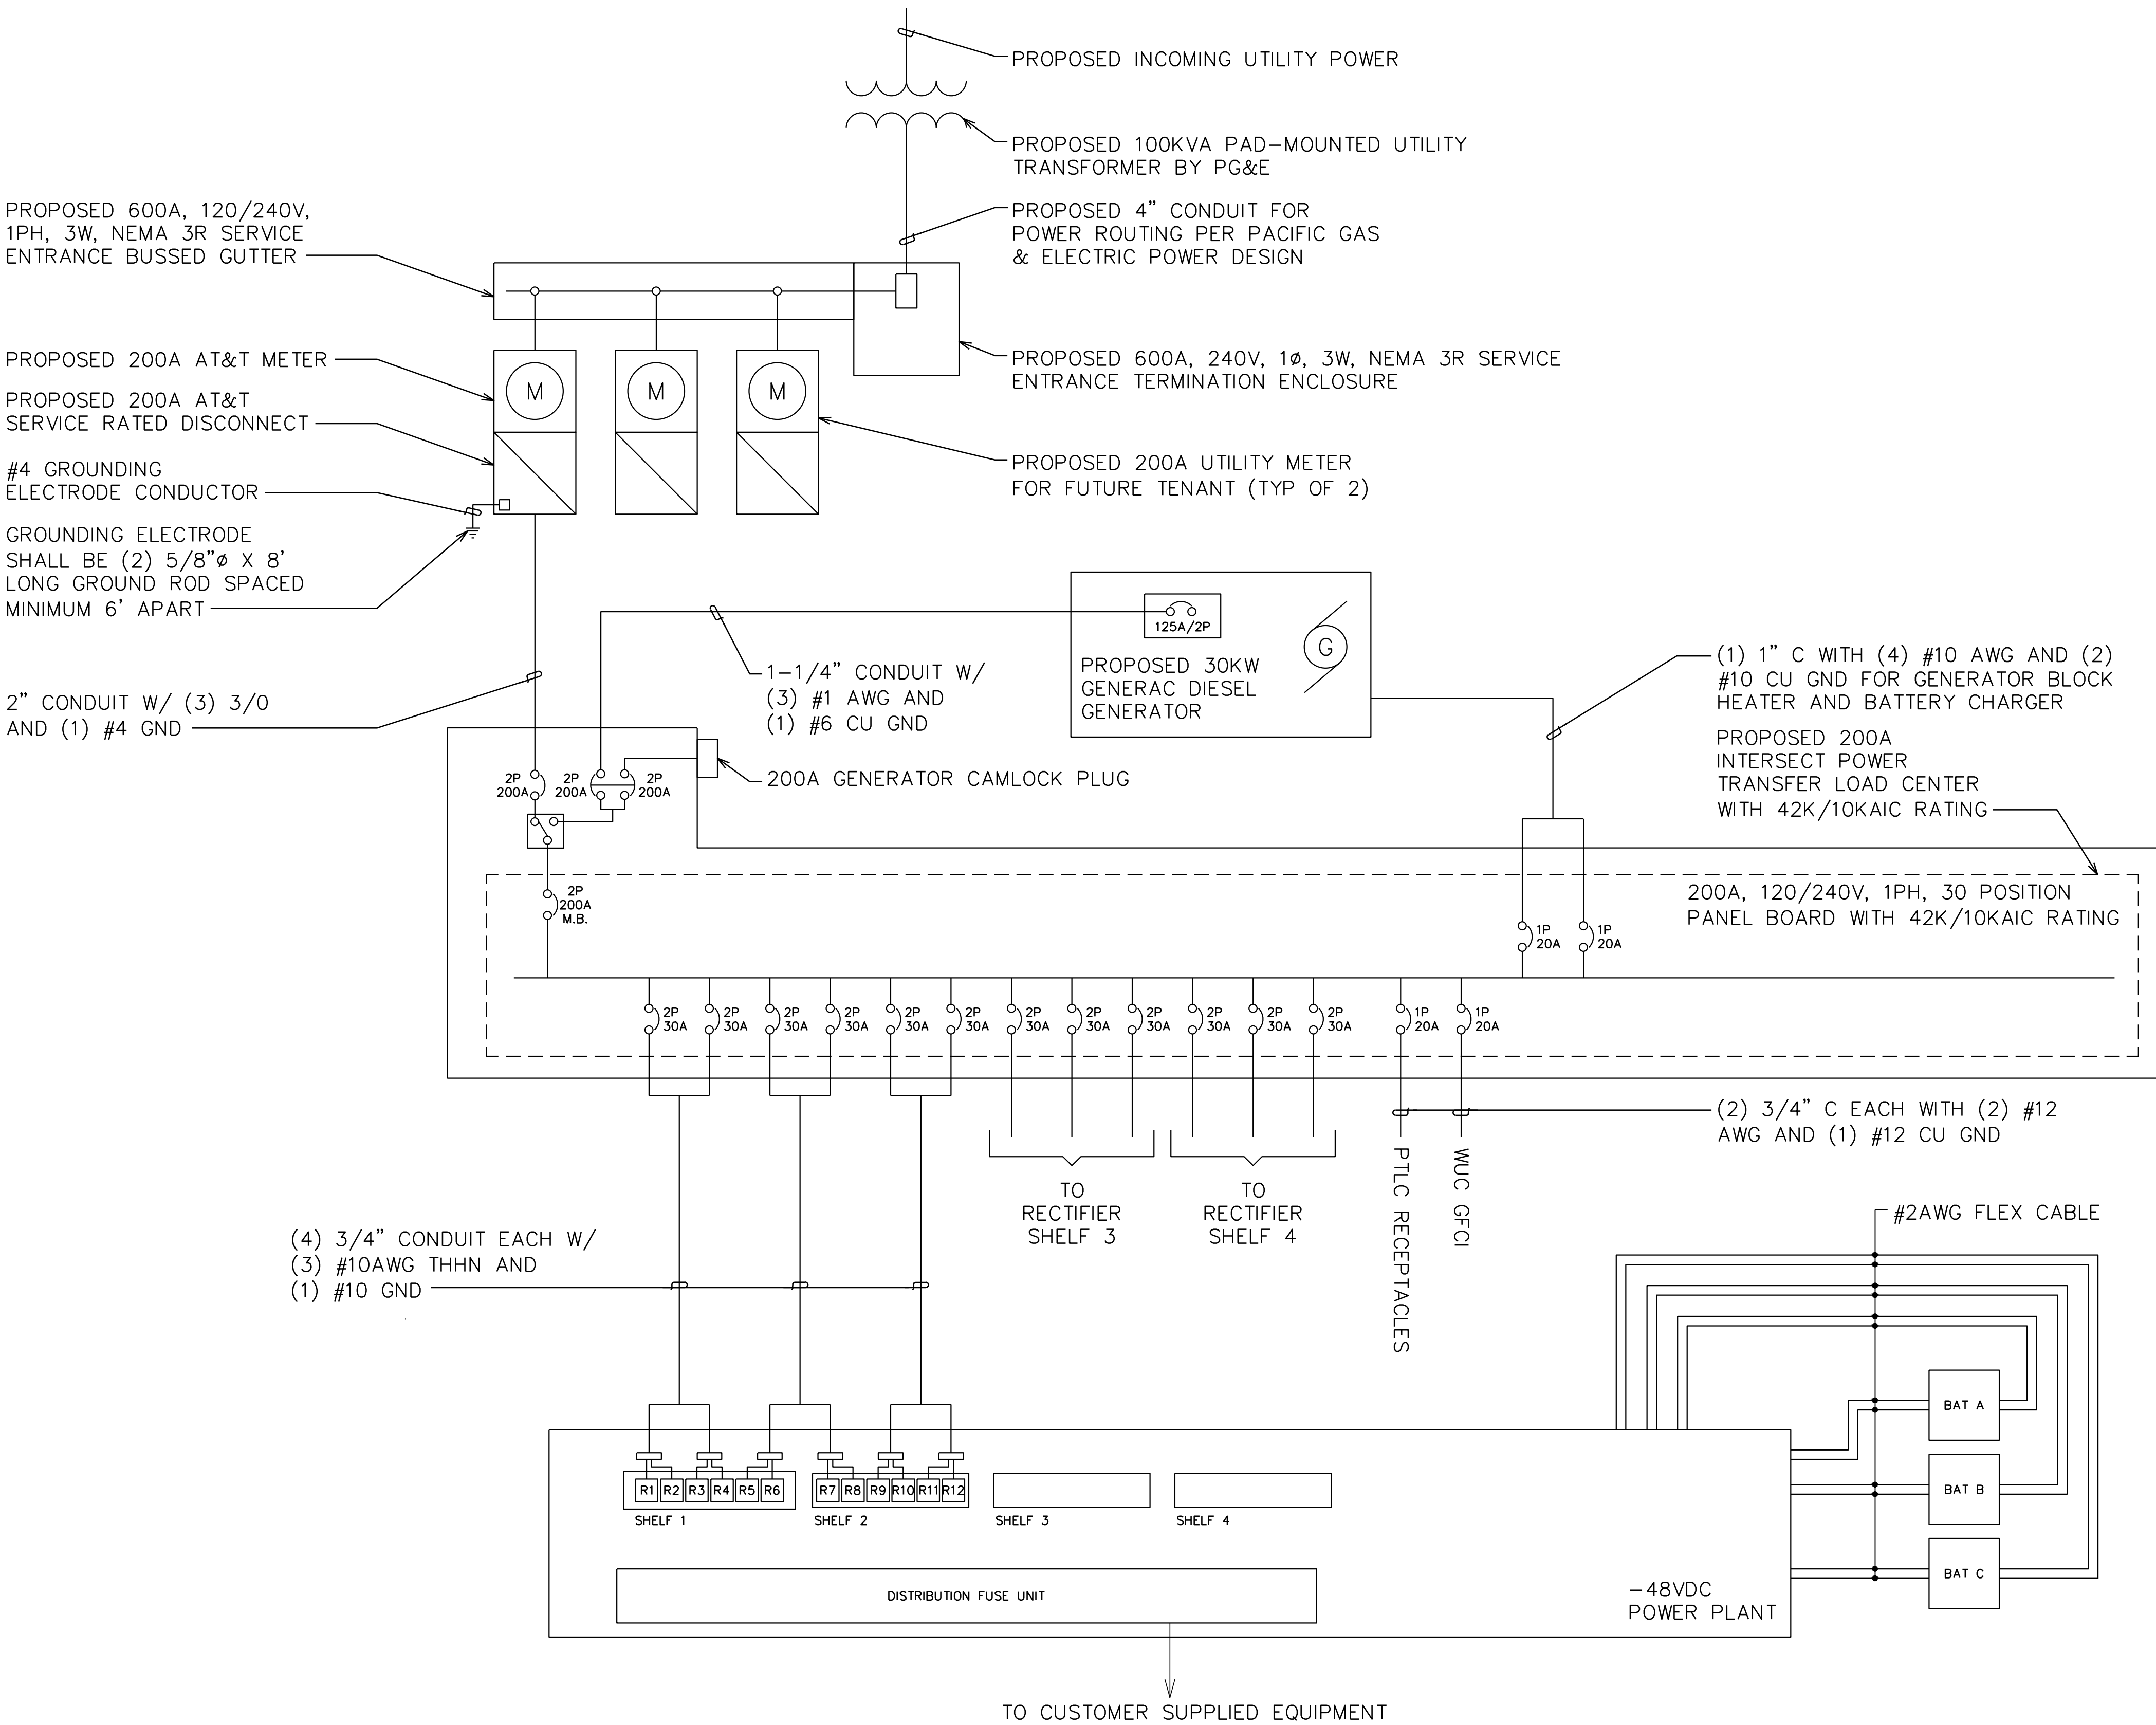 PROPOSED INCOMING UTILITY POWER
PROPOSED 100KVA PAD-MOUNTED UTILITY
TRANSFORMER BY PG&E
PROPOSED 4" CONDUIT FOR
POWER ROUTING PER PACIFIC GAS
& ELECTRIC POWER DESIGN
PROPOSED 600A, 120/240V,
1PH, 3W, NEMA 3R SERVICE
ENTRANCE BUSSED GUTTER
PROPOSED 200A AT&T METER
PROPOSED 200A AT&T
SERVICE RATED DISCONNECT
#4 GROUNDING
ELECTRODE CONDUCTOR
GROUNDING ELECTRODE
SHALL BE (2) 5/8"ø X 8'
LONG GROUND ROD SPACED
MINIMUM 6' APART
M
M
M
PROPOSED 600A, 240V, 1ø, 3W, NEMA 3R SERVICE
ENTRANCE TERMINATION ENCLOSURE
PROPOSED 200A UTILITY METER
FOR FUTURE TENANT (TYP OF 2)
2" CONDUIT W/ (3) 3/0
AND (1) #4 GND
1-1/4" CONDUIT W/
(3) #1 AWG AND
(1) #6 CU GND
125A/2P
G
PROPOSED 30KW
GENERAC DIESEL
GENERATOR
(1) 1" C WITH (4) #10 AWG AND (2)
#10 CU GND FOR GENERATOR BLOCK
HEATER AND BATTERY CHARGER
PROPOSED 200A
INTERSECT POWER
TRANSFER LOAD CENTER
WITH 42K/10KAIC RATING
200A GENERATOR CAMLOCK PLUG
2P
200A
2P
200A
2P
200A
2P
200A
M.B.
200A, 120/240V, 1PH, 30 POSITION
PANEL BOARD WITH 42K/10KAIC RATING
1P
20A
1P
20A
2P
30A
2P
30A
2P
30A
2P
30A
2P
30A
2P
30A
2P
30A
2P
30A
2P
30A
2P
30A
2P
30A
2P
30A
1P
20A
1P
20A
(2) 3/4" C EACH WITH (2) #12
AWG AND (1) #12 CU GND
TO
RECTIFIER
SHELF 3
TO
RECTIFIER
SHELF 4
PTLC RECEPTACLES
WUC GFCI
(4) 3/4" CONDUIT EACH W/
(3) #10AWG THHN AND
(1) #10 GND
#2AWG FLEX CABLE
BAT A
BAT B
BAT C
R1 R2 R3 R4 R5 R6
R7 R8 R9 R10 R11 R12
SHELF 1
SHELF 2
SHELF 3
SHELF 4
DISTRIBUTION FUSE UNIT
-48VDC
POWER PLANT
TO CUSTOMER SUPPLIED EQUIPMENT